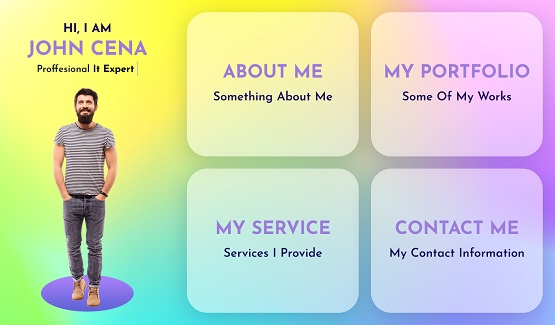 HI, I AM
JOHN CENA
Proffesional It Expert
ABOUT ME
Something About Me
MY PORTFOLIO
Some Of My Works
MY SERVICE
Services I Provide
CONTACT ME
My Contact Information